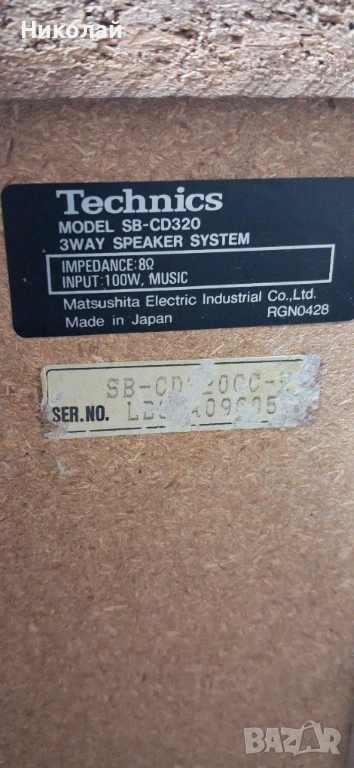 Николай
Technics
MODEL SB-CD320
3WAY SPEAKER SYSTEM
IMPEDANCE:8Ω
INPUT:100W, MUSIC
Matsushita Electric Industrial Co.,Ltd.
Made in Japan RGN0428
SER.NO.
BAZAR